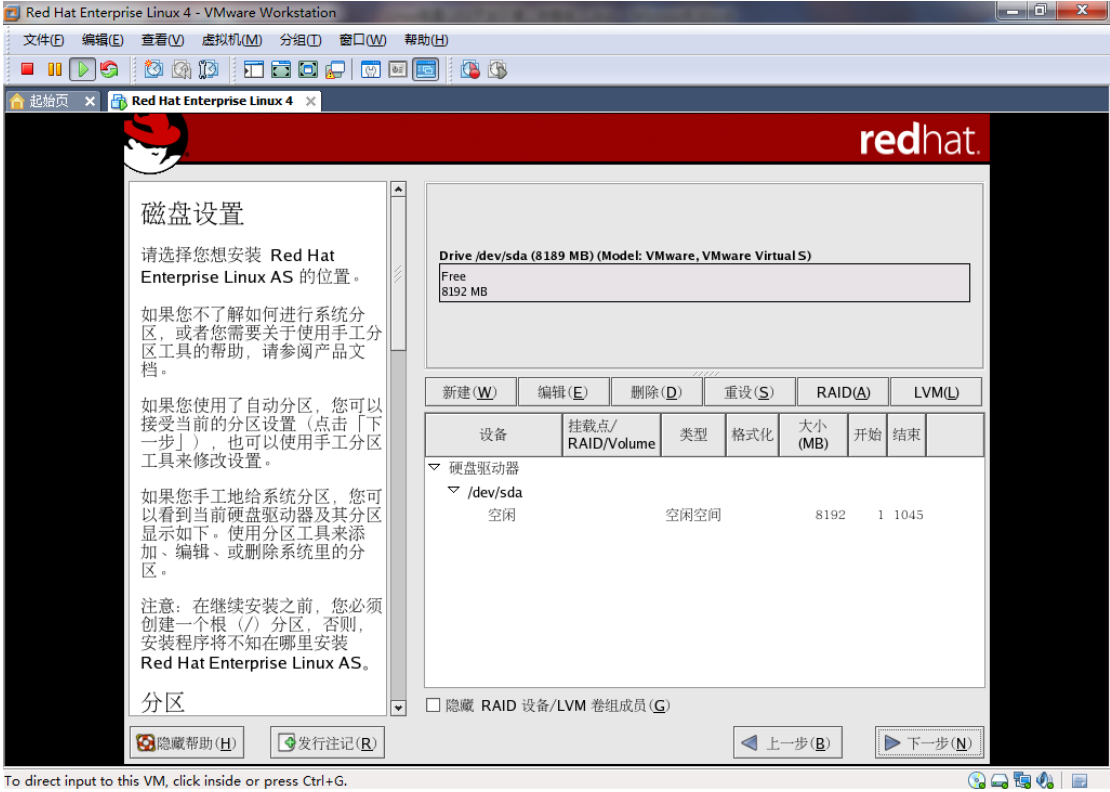 Red Hat Enterprise Linux 4 - VMware Workstation
文件(F) 编辑(E) 查看(V) 虚拟机(M) 分组(T) 窗口(W) 帮助(H)
起始页 Red Hat Enterprise Linux 4
redhat.
磁盘设置
请选择您想安装 Red Hat
Enterprise Linux AS 的位置。
如果您不了解如何进行系统分
区，或者您需要关于使用手工分
区工具的帮助，请参阅产品文
档。
如果您使用了自动分区，您可以
接受当前的分区设置（点击「下
一步」），也可以使用手工分区
工具来修改设置。
如果您手工地给系统分区，您可
以看到当前硬盘驱动器及其分区
显示如下。使用分区工具来添
加、编辑、或删除系统里的分
区。
注意：在继续安装之前，您必须
创建一个根（/）分区，否则，
安装程序将不知在哪里安装
Red Hat Enterprise Linux AS。
分区
Drive /dev/sda (8189 MB) (Model: VMware, VMware Virtual S)
Free
8192 MB
新建(W) 编辑(E) 删除(D) 重设(S) RAID(A) LVM(L)
设备 挂载点/ RAID/Volume 类型 格式化 大小 (MB) 开始 结束
硬盘驱动器
/dev/sda
空闲 空闲空间 8192 1 1045
隐藏 RAID 设备/LVM 卷组成员(G)
隐藏帮助(H) 发行注记(R) 上一步(B) 下一步(N)
To direct input to this VM, click inside or press Ctrl+G.